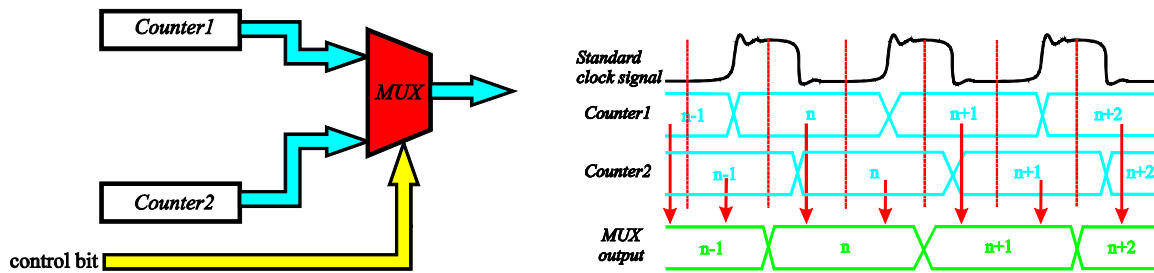 Counter1
MUX
Counter2
control bit
Standard
clock signal
Counter1
n-1
n
n+1
n+2
Counter2
n-1
n
n+1
n+2
MUX
output
n-1
n
n+1
n+2